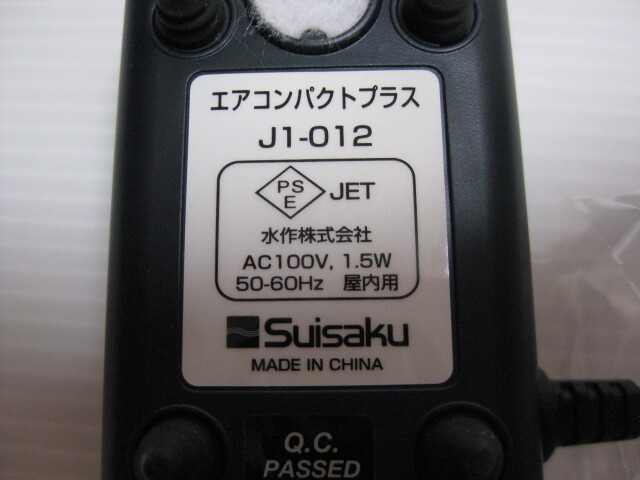 エアコンパクトプラス
J1-012
PS
E
JET
水作株式会社
AC100V, 1.5W
50-60Hz 屋内用
Suisaku
MADE IN CHINA
Q.C.
PASSED